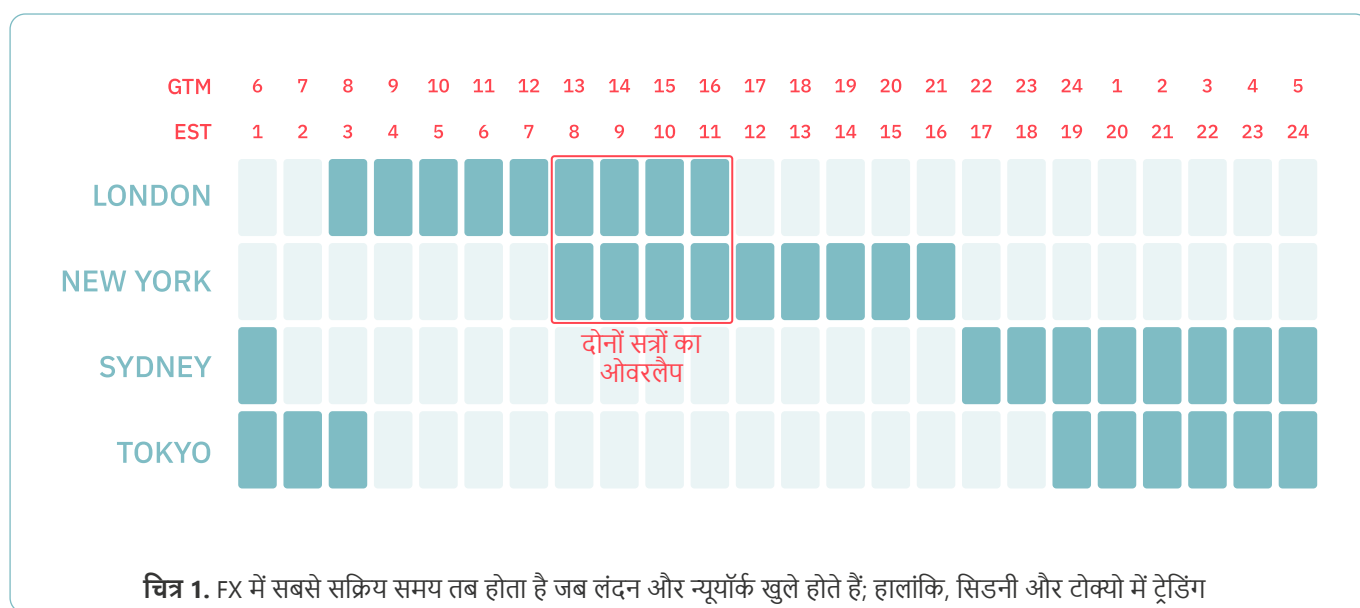 GTM 6 7 8 9 10 11 12 13 14 15 16 17 18 19 20 21 22 23 24 1 2 3 4 5
EST 1 2 3 4 5 6 7 8 9 10 11 12 13 14 15 16 17 18 19 20 21 22 23 24
LONDON
NEW YORK
दोनों सत्रों का
ओवरलैप
SYDNEY
TOKYO
चित्र 1. FX में सबसे सक्रिय समय तब होता है जब लंदन और न्यूयॉर्क खुले होते हैं; हालांकि, सिडनी और टोक्यो में ट्रेडिंग